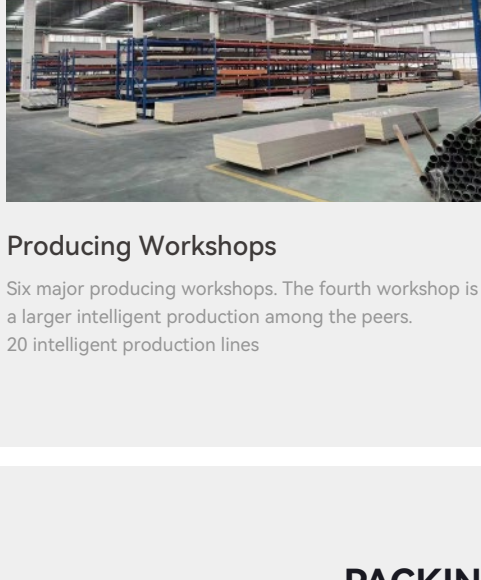 Producing Workshops
Six major producing workshops. The fourth workshop is
a larger intelligent production among the peers.
20 intelligent production lines